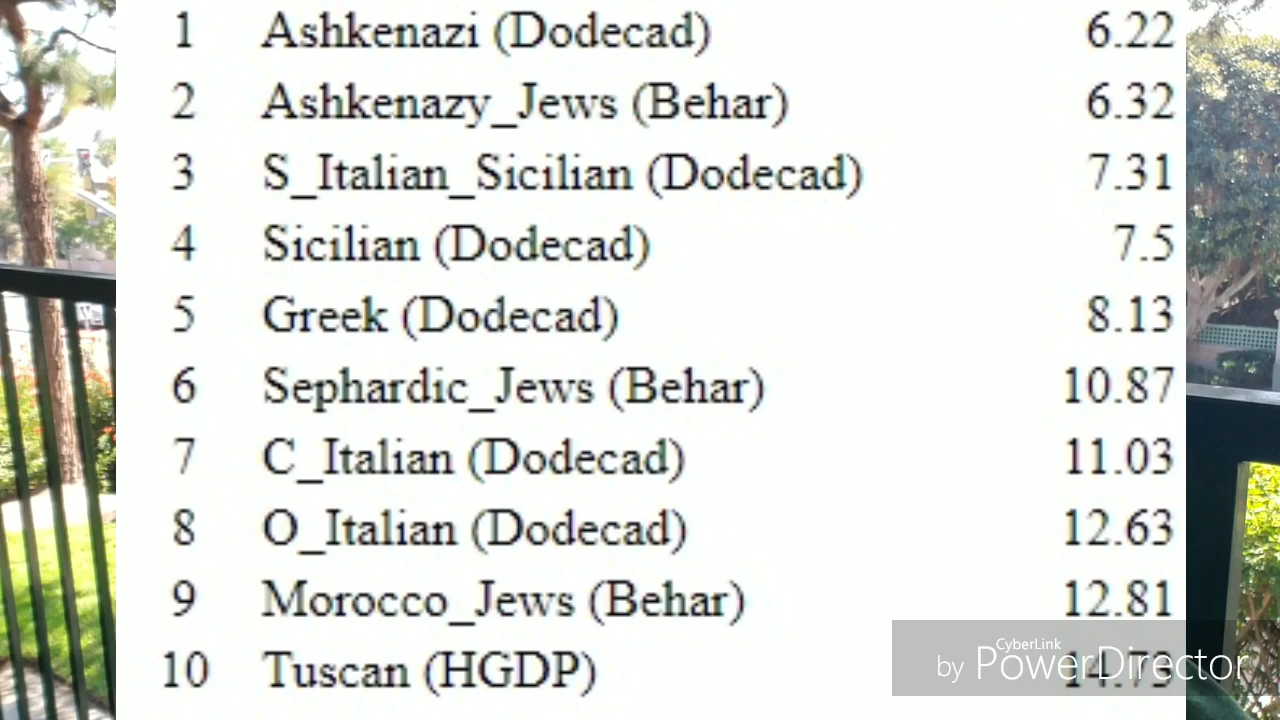 1 Ashkenazi (Dodecad) 6.22
2 Ashkenazy_Jews (Behar) 6.32
3 S_Italian_Sicilian (Dodecad) 7.31
4 Sicilian (Dodecad) 7.5
5 Greek (Dodecad) 8.13
6 Sephardic_Jews (Behar) 10.87
7 C_Italian (Dodecad) 11.03
8 O_Italian (Dodecad) 12.63
9 Morocco_Jews (Behar) 12.81
10 Tuscan (HGDP)
CyberLink
by PowerDirector